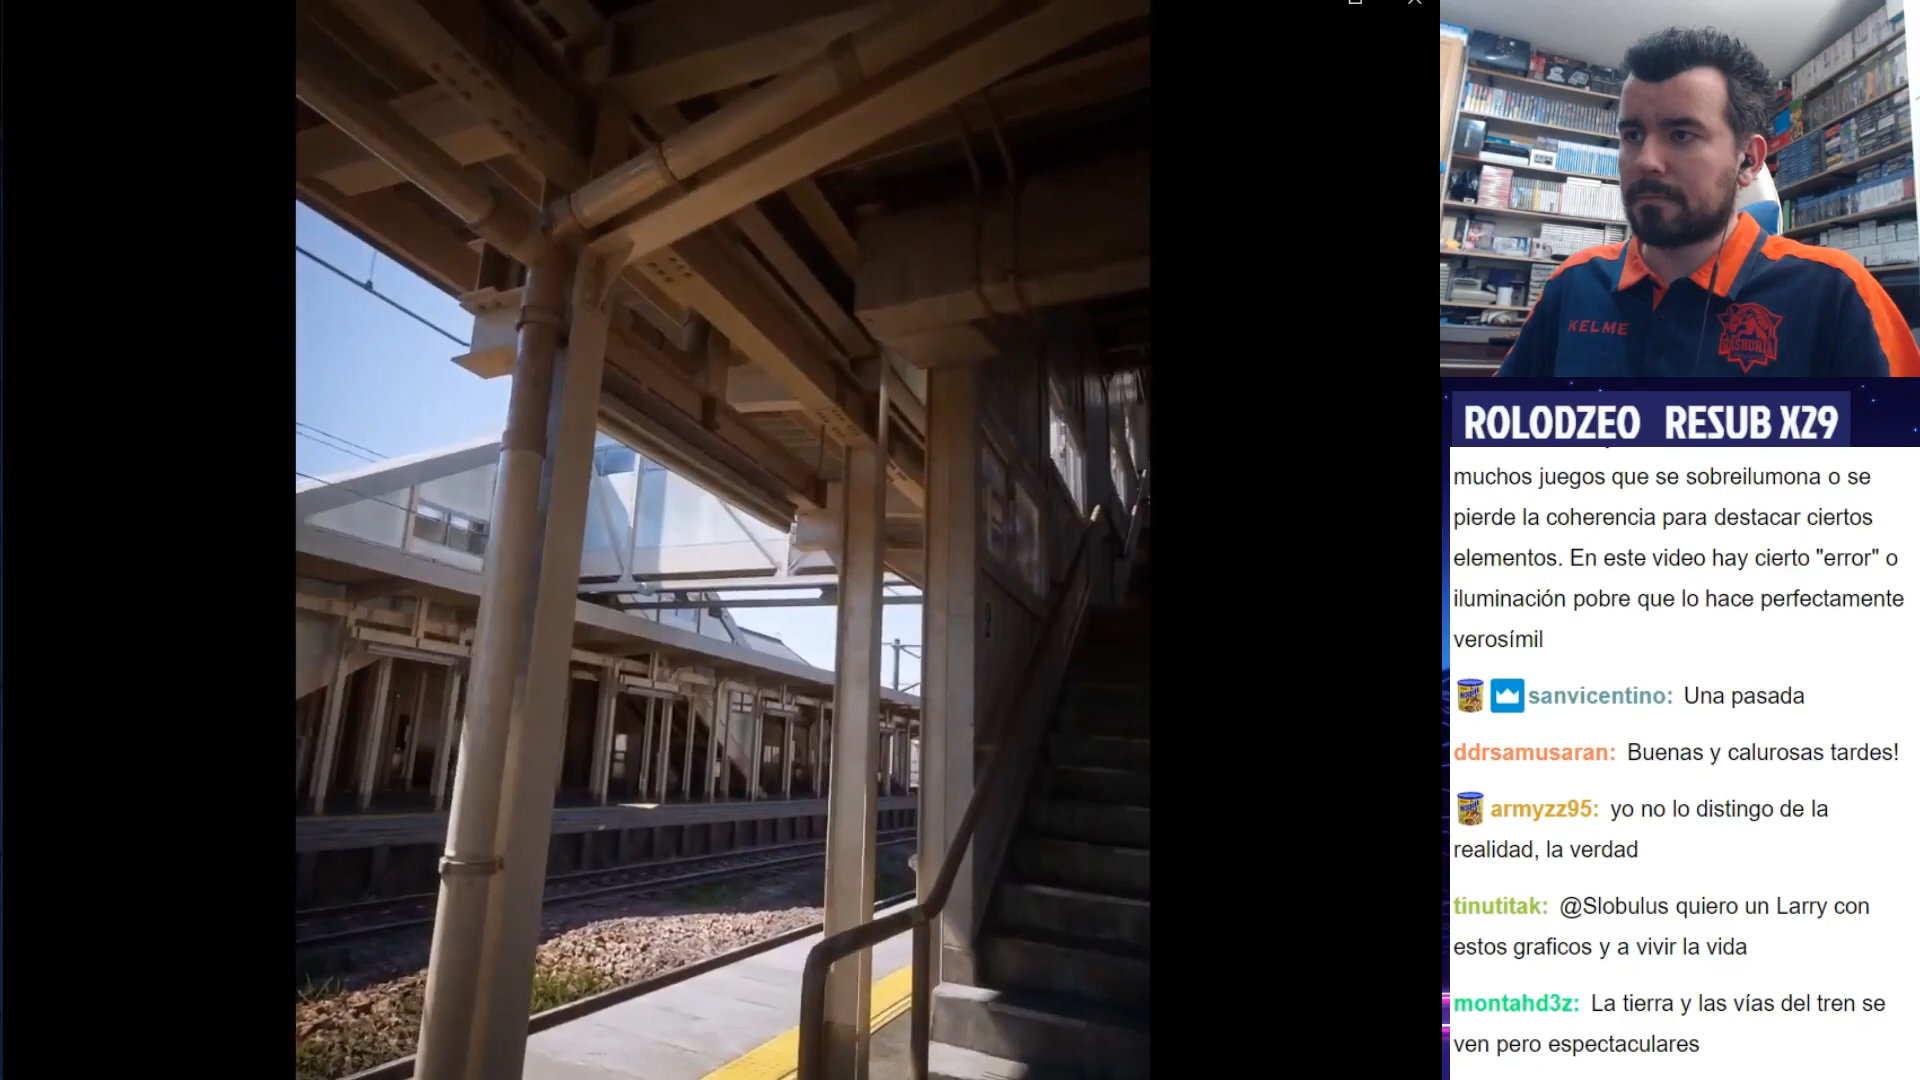 KELME
BASKONIA
ROLODZEO RESUB X29
muchos juegos que se sobreilumona o se
pierde la coherencia para destacar ciertos
elementos. En este video hay cierto "error" o
iluminación pobre que lo hace perfectamente
verosímil
sanvicentino: Una pasada
ddrsamusaran: Buenas y calurosas tardes!
armyzz95: yo no lo distingo de la
realidad, la verdad
tinutitak: @Slobulus quiero un Larry con
estos graficos y a vivir la vida
montahd3z: La tierra y las vías del tren se
ven pero espectaculares